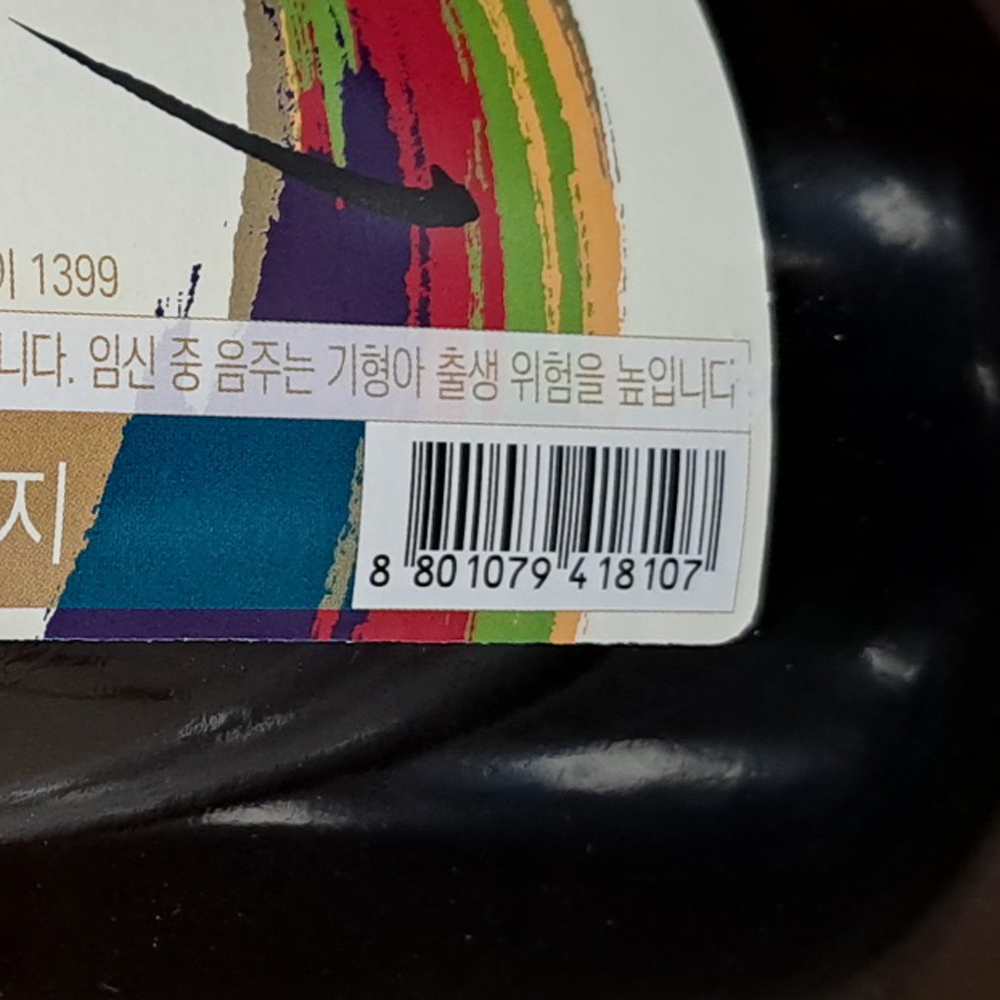 이 1399
니다. 임신 중 음주는 기형아 출생 위험을 높입니다
지
8 801079 418107